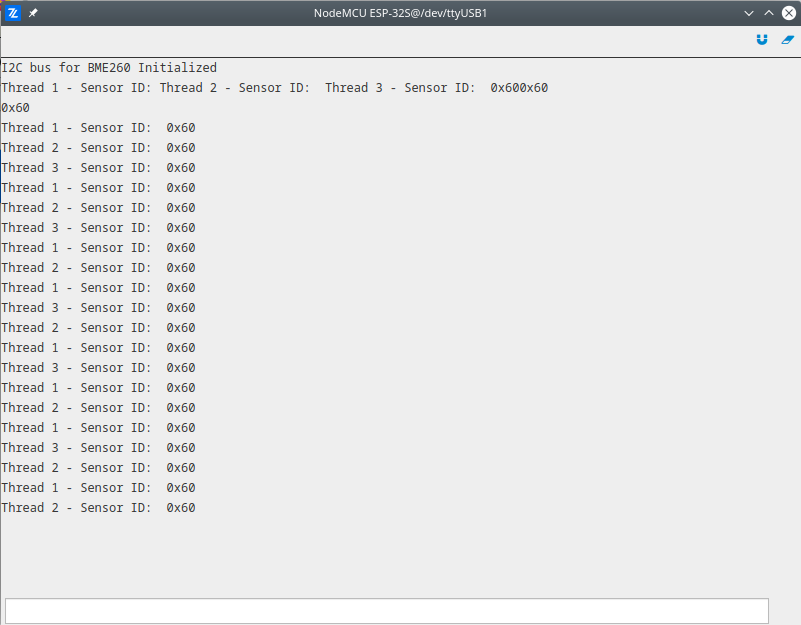 NodeMCU ESP-32S@/dev/ttyUSB1
I2C bus for BME260 Initialized
Thread 1 - Sensor ID: Thread 2 - Sensor ID:  Thread 3 - Sensor ID:  0x600x60
0x60
Thread 1 - Sensor ID:  0x60
Thread 2 - Sensor ID:  0x60
Thread 3 - Sensor ID:  0x60
Thread 1 - Sensor ID:  0x60
Thread 2 - Sensor ID:  0x60
Thread 3 - Sensor ID:  0x60
Thread 1 - Sensor ID:  0x60
Thread 2 - Sensor ID:  0x60
Thread 1 - Sensor ID:  0x60
Thread 3 - Sensor ID:  0x60
Thread 2 - Sensor ID:  0x60
Thread 1 - Sensor ID:  0x60
Thread 3 - Sensor ID:  0x60
Thread 1 - Sensor ID:  0x60
Thread 2 - Sensor ID:  0x60
Thread 1 - Sensor ID:  0x60
Thread 3 - Sensor ID:  0x60
Thread 2 - Sensor ID:  0x60
Thread 1 - Sensor ID:  0x60
Thread 2 - Sensor ID:  0x60